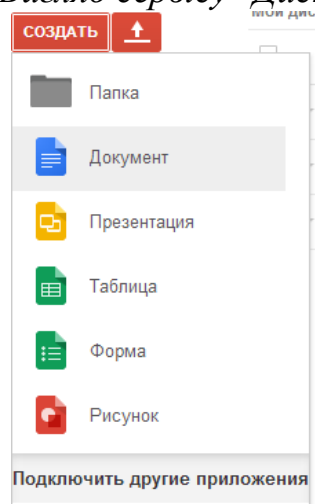 СОЗДАТЬ
Папка
Документ
Презентация
Таблица
Форма
Рисунок
Подключить другие приложения